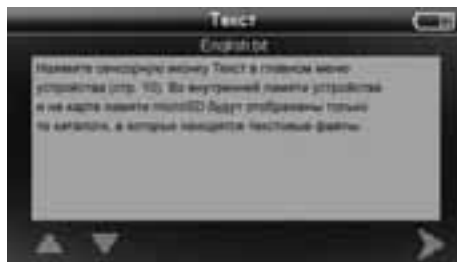 Текст
English.txt
Нажмите сенсорную иконку Текст в главном меню
устройства (стр. 10). Во внутренней памяти устройства
и на карте памяти microSD будут отображены только
те каталоги, в которых находятся текстовые файлы.